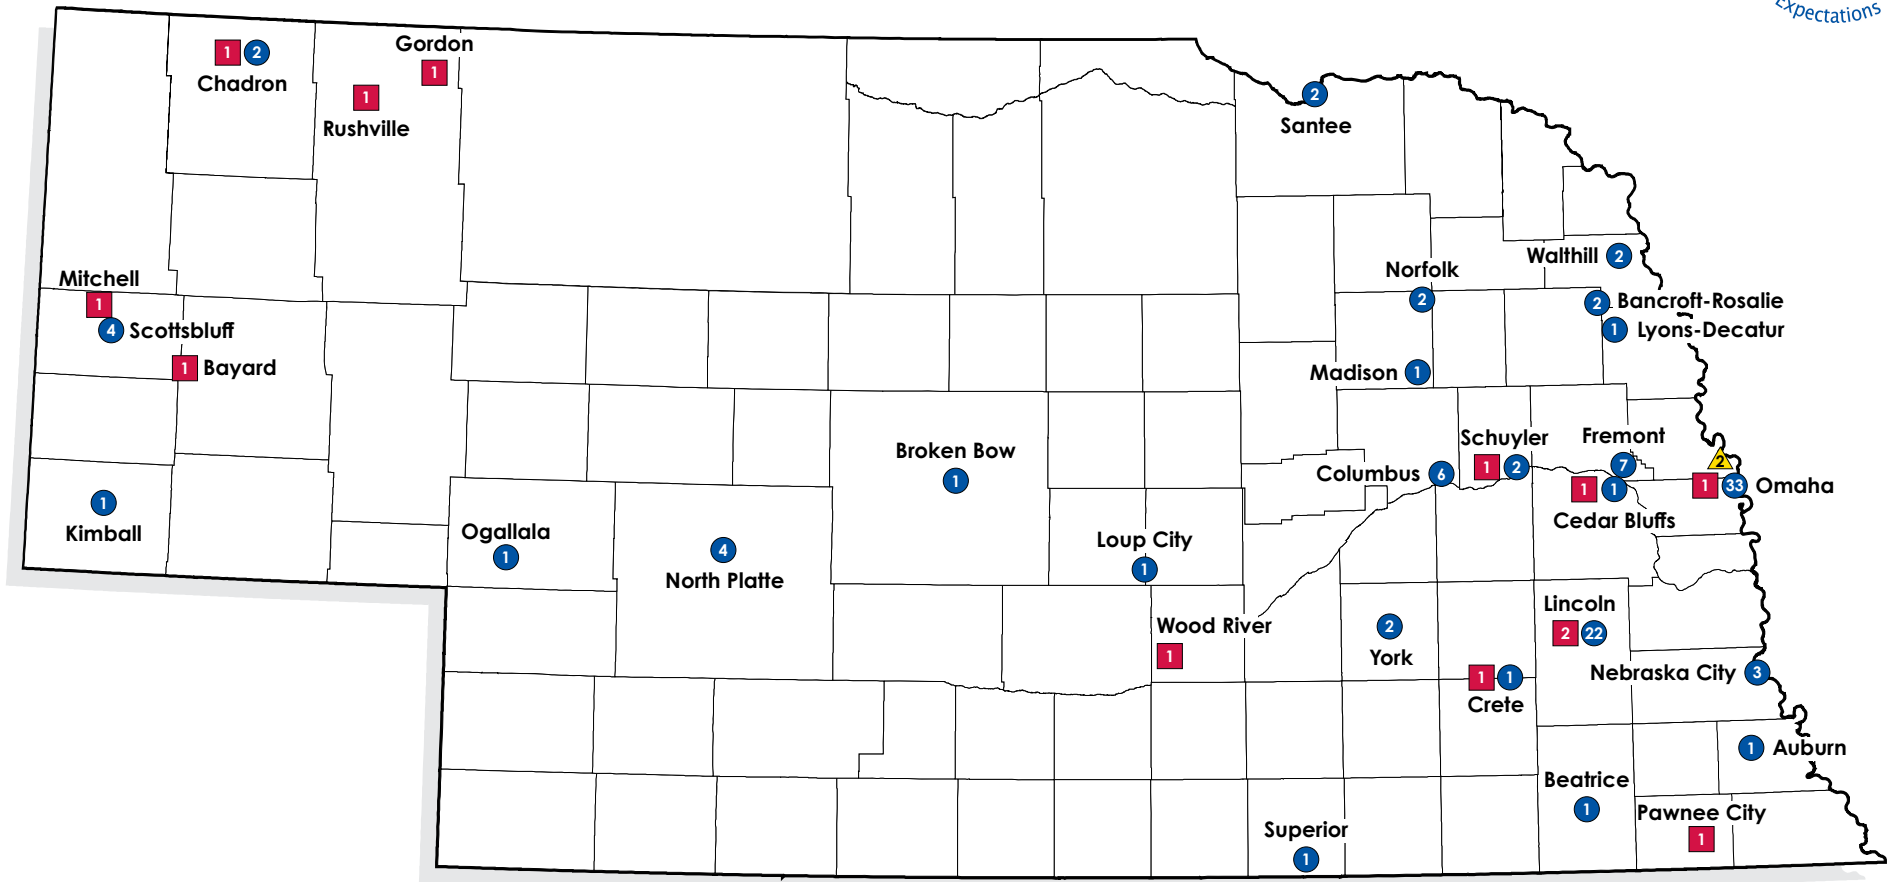 Expectations
Gordon
1
1 2
Chadron
1
Rushville
2
Santee
Walthill 2
Mitchell
1
4 Scottsbluff
1 Bayard
Norfolk
2
2 Bancroft-Rosalie
1 Lyons-Decatur
Madison 1
Broken Bow
1
Schuyler
1 2
Fremont
7
Columbus 6
2
1 33 Omaha
1 1
Cedar Bluffs
1
Kimball
Ogallala
1
4
North Platte
Loup City
1
Wood River
1
2
York
Lincoln
2 22
Nebraska City 3
1 1
Crete
1 Auburn
Beatrice
1
Pawnee City
1
Superior
1